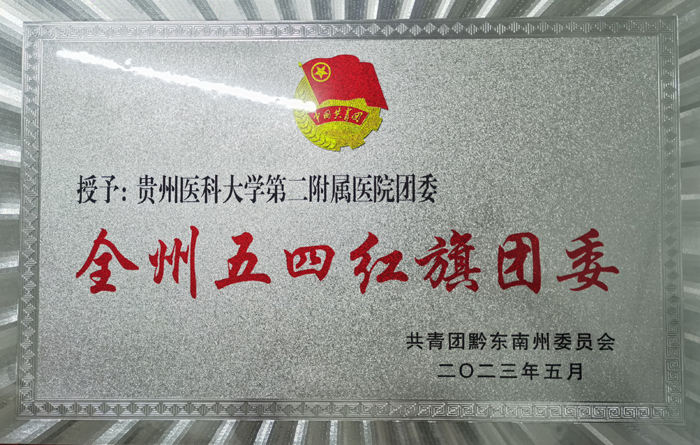 中国共青团
授予：贵州医科大学第二附属医院团委
全州五四红旗团委
共青团黔东南州委员会
二〇二三年五月